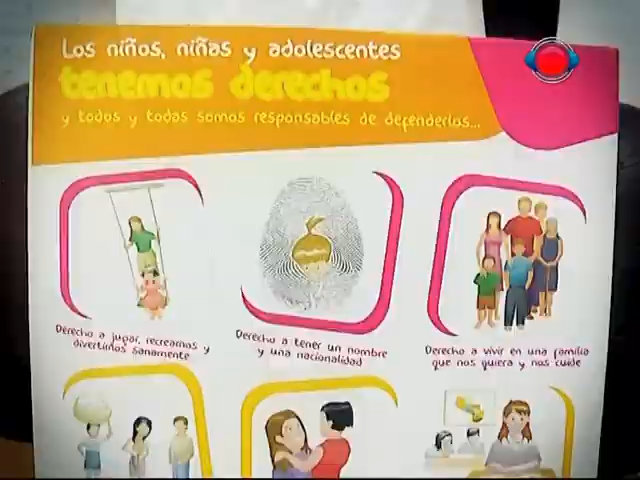 Los niños, niñas y adolescentes
tenemos derechos
y todos y todas somos responsables de defenderlos...
Derecho a jugar, recrearnos y
divertirnos sanamente
Derecho a tener un nombre
y una nacionalidad
Derecho a vivir en una familia
que nos quiera y nos cuide